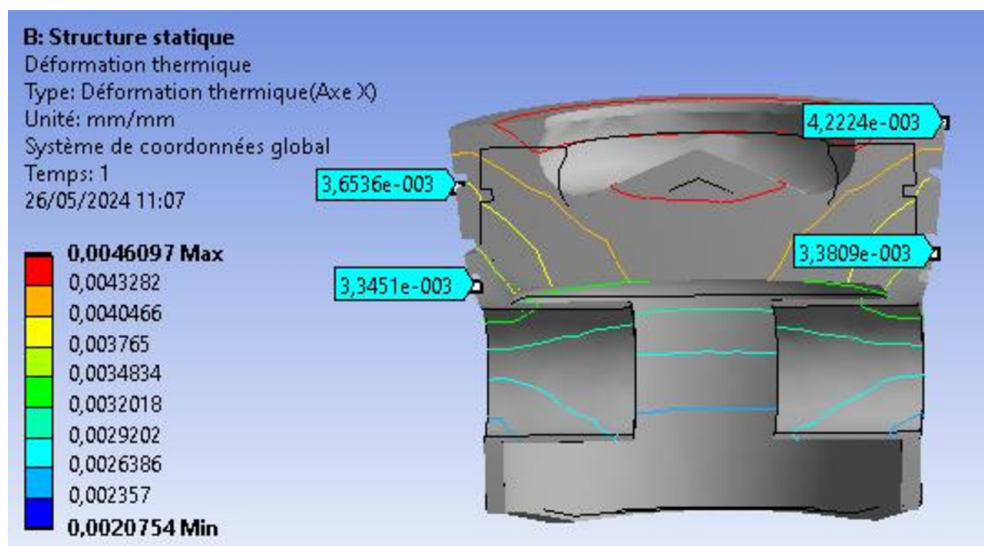 B: Structure statique
Déformation thermique
Type: Déformation thermique(Axe X)
Unité: mm/mm
Système de coordonnées global
Temps: 1
26/05/2024 11:07
0,0046097 Max
0,0043282
0,0040466
0,003765
0,0034834
0,0032018
0,0029202
0,0026386
0,002357
0,0020754 Min
4,2224e-003
3,6536e-003
3,3809e-003
3,3451e-003